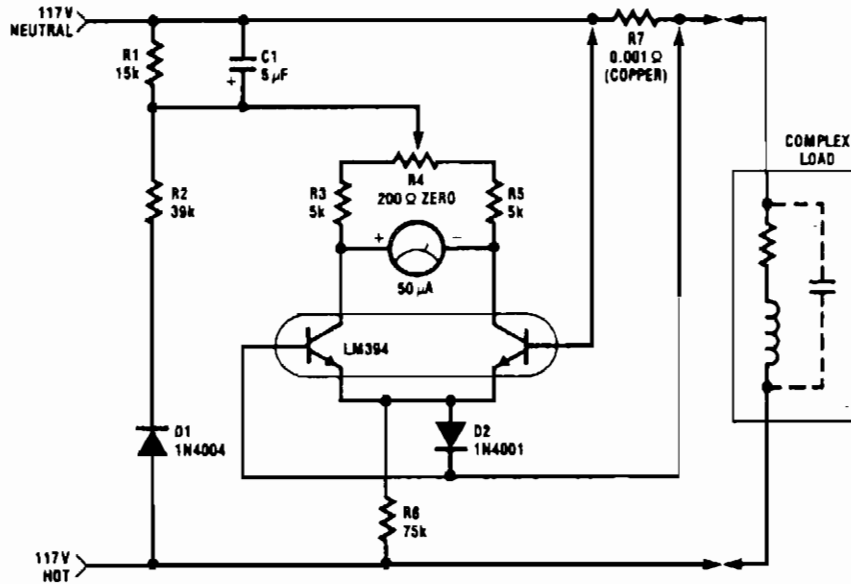 117V
NEUTRAL
R1
15k
C1
5 µF
+
R7
0.001 Ω
(COPPER)
COMPLEX
LOAD
R2
39k
R3
5k
R4
200 Ω ZERO
R5
5k
+
−
50 µA
LM394
D1
1N4004
D2
1N4001
R6
75k
117V
HOT